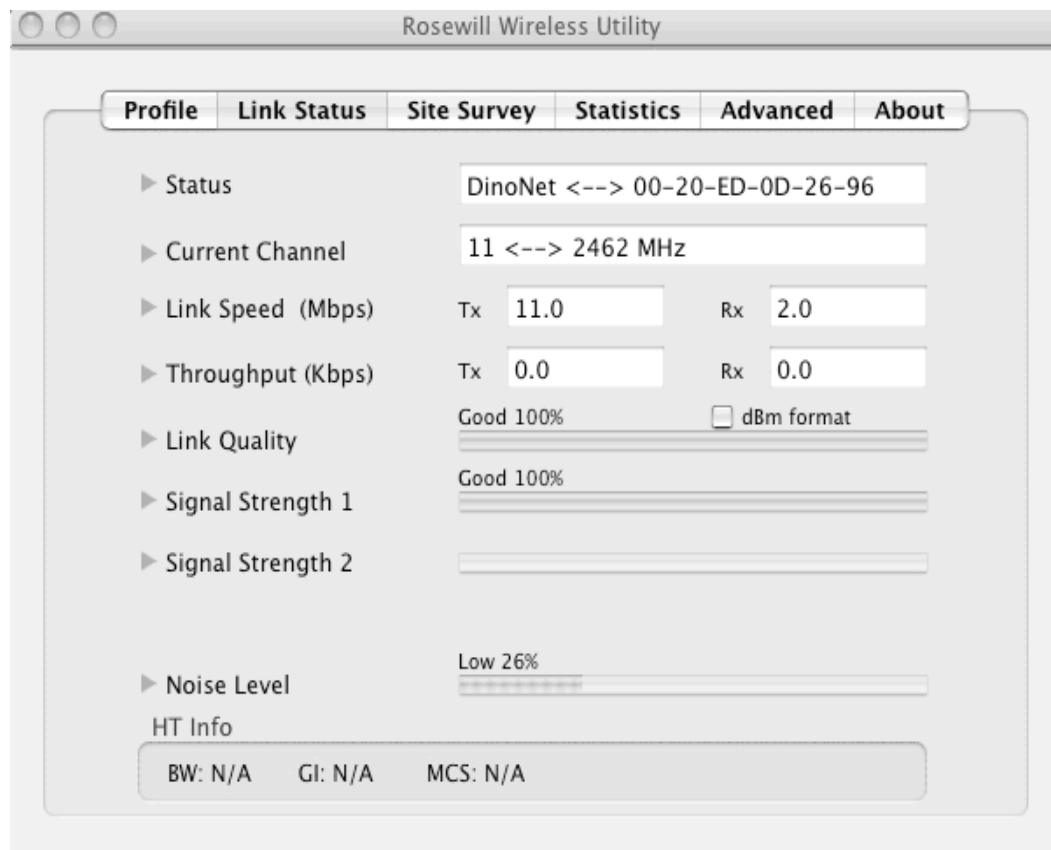 Rosewill Wireless Utility
Profile Link Status Site Survey Statistics Advanced About
Status DinoNet <--> 00-20-ED-0D-26-96
Current Channel 11 <--> 2462 MHz
Link Speed (Mbps) Tx 11.0 Rx 2.0
Throughput (Kbps) Tx 0.0 Rx 0.0
Good 100% dBm format
Link Quality
Good 100%
Signal Strength 1
Signal Strength 2
Low 26%
Noise Level
HT Info
BW: N/A GI: N/A MCS: N/A